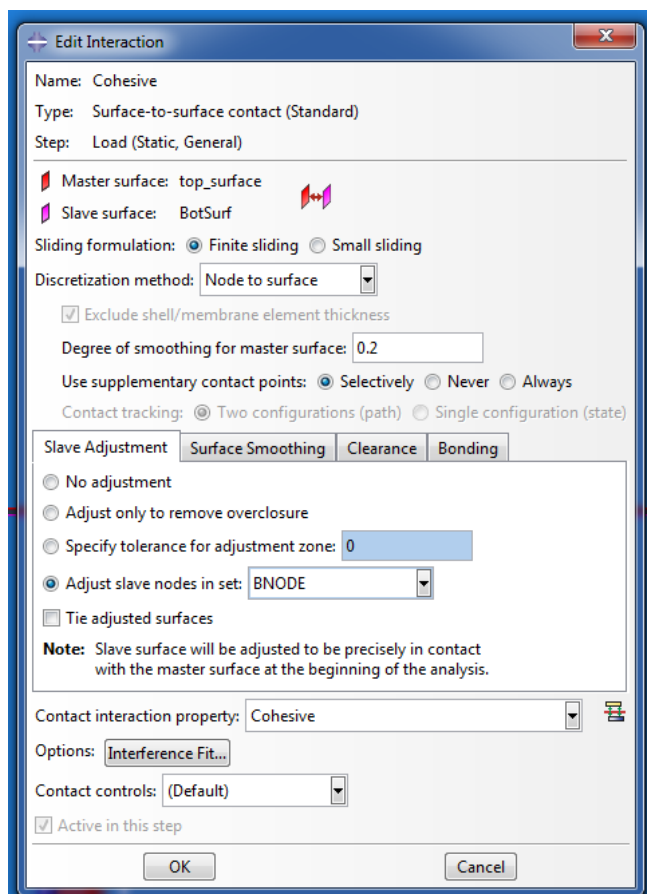 Edit Interaction
Name: Cohesive
Type: Surface-to-surface contact (Standard)
Step: Load (Static, General)
Master surface: top_surface
Slave surface: BotSurf
Sliding formulation: Finite sliding Small sliding
Discretization method: Node to surface
Exclude shell/membrane element thickness
Degree of smoothing for master surface: 0.2
Use supplementary contact points: Selectively Never Always
Contact tracking: Two configurations (path) Single configuration (state)
Slave Adjustment Surface Smoothing Clearance Bonding
No adjustment
Adjust only to remove overclosure
Specify tolerance for adjustment zone: 0
Adjust slave nodes in set: BNODE
Tie adjusted surfaces
Note: Slave surface will be adjusted to be precisely in contact
with the master surface at the beginning of the analysis.
Contact interaction property: Cohesive
Options: Interference Fit...
Contact controls: (Default)
Active in this step
OK Cancel